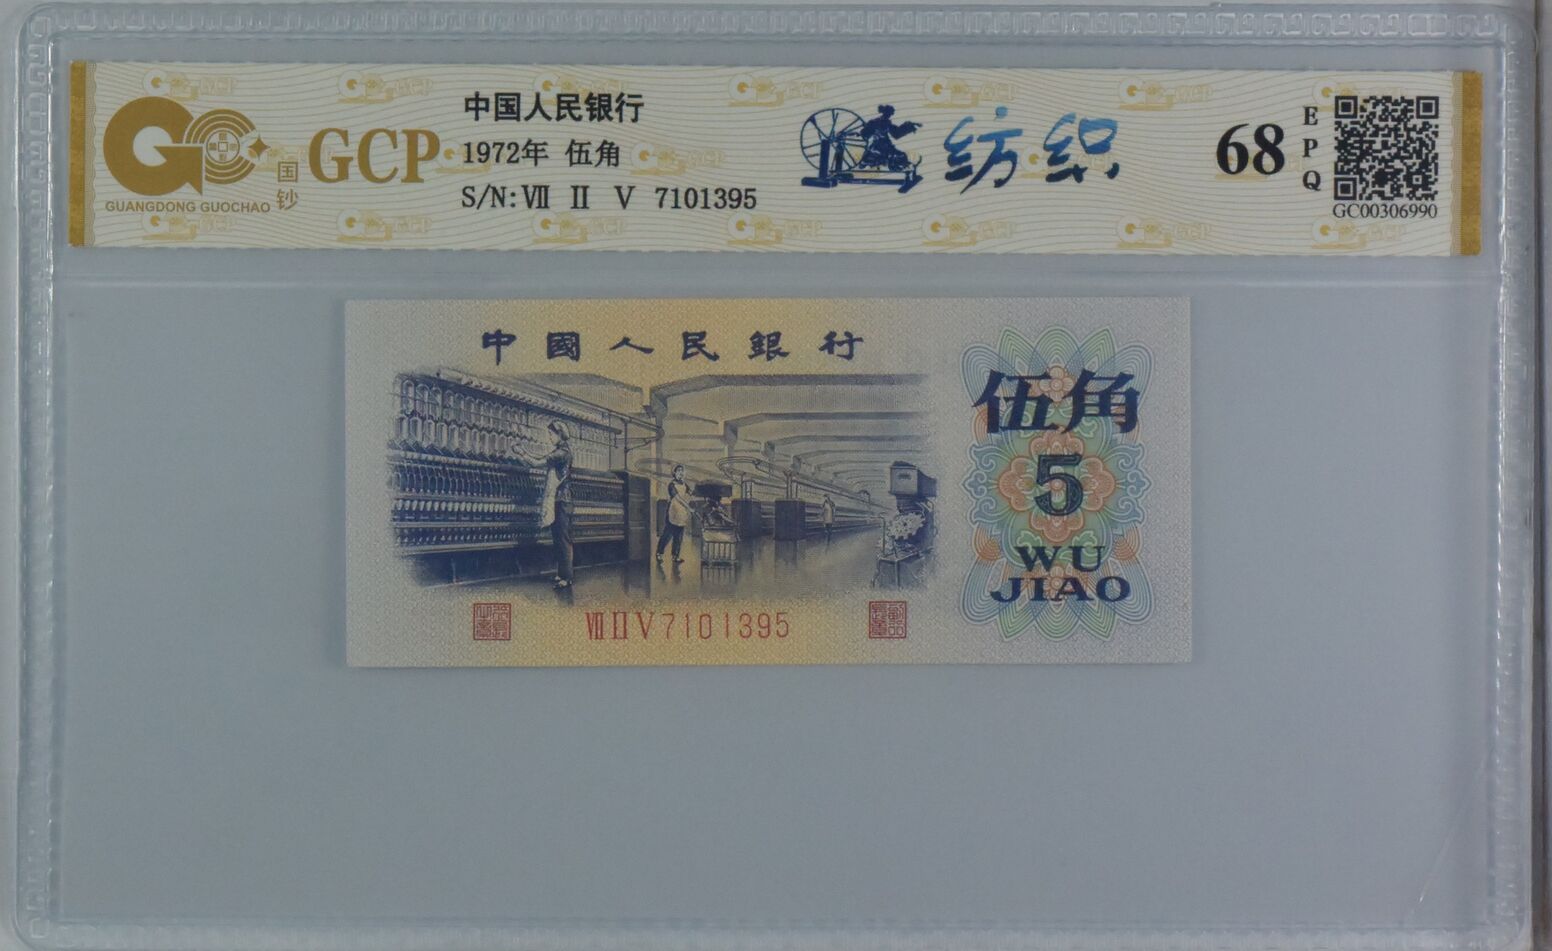 GCP
国钞
GUANGDONG GUOCHAO
中国人民银行
1972年 伍角
S/N: Ⅶ Ⅱ Ⅴ 7101395
纺织
68
EPQ
GC00306990
中國人民銀行
伍角
5
WU
JIAO
ⅦⅡⅤ7101395